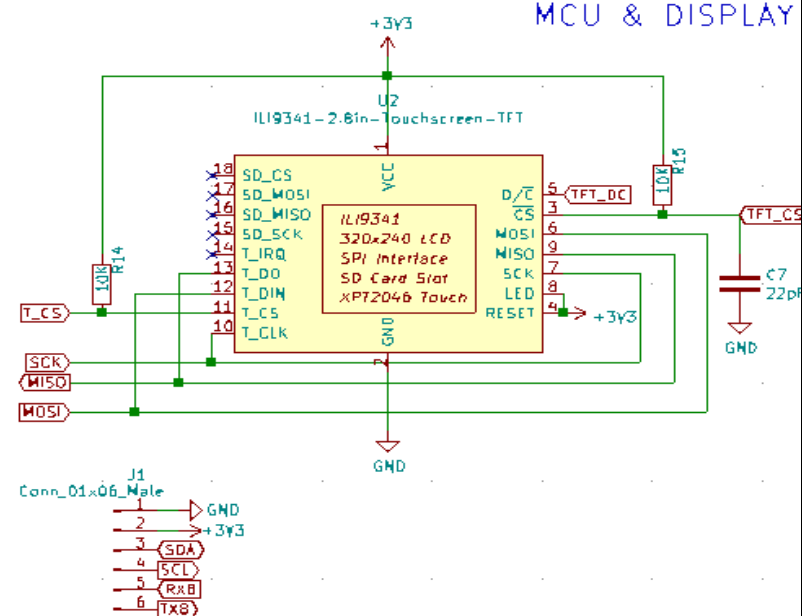 MCU & DISPLAY
+3V3
U2
ILI9341-2.8in-Touchscreen-TFT
1
VCC
18 SD_CS
17 SD_MOSI
16 SD_MISO
15 SD_SCK
14 T_IRQ
13 T_DO
12 T_DIN
11 T_CS
10 T_CLK
ILI9341
320x240 LCD
SPI Interface
SD Card Slot
XPT2046 Touch
D/C 5 TFT_DC
CS 3 TFT_CS
MOSI 6
MISO 9
SCK 7
LED 8
RESET 4 +3V3
GND
2
GND
10K R14
10K R15
C7
22p
GND
T_CS
SCK
MISO
MOSI
J1
Conn_01x06_Male
1 GND
2 +3V3
3 SDA
4 SCL
5 RX8
6 TX8